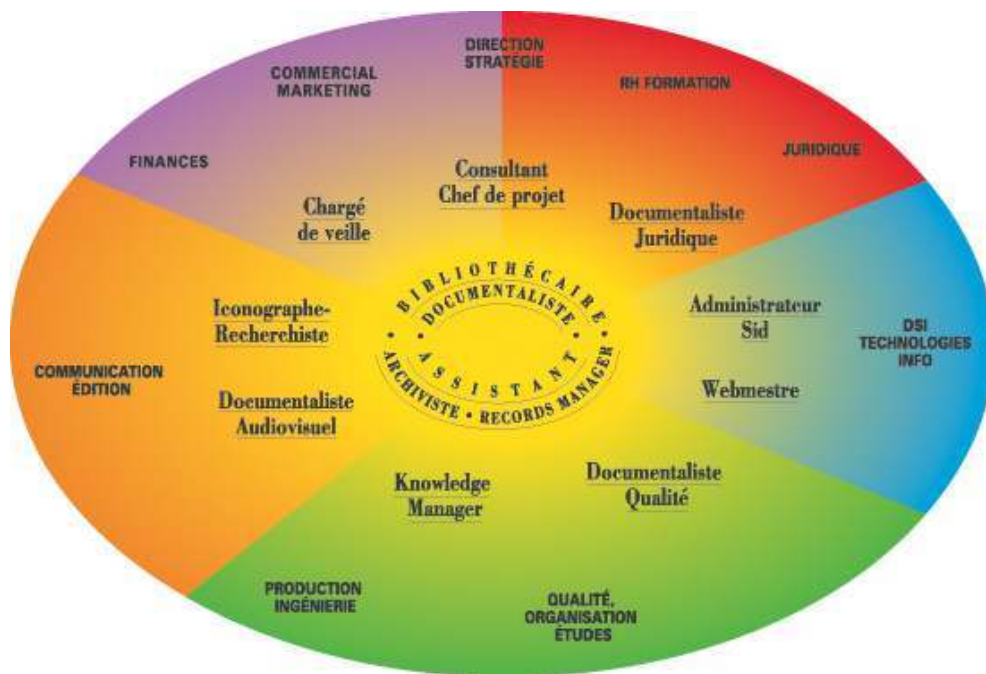 DIRECTION
STRATÉGIE
COMMERCIAL
MARKETING
RH FORMATION
FINANCES
JURIDIQUE
Consultant
Chef de projet
Chargé
de veille
Documentaliste
Juridique
BIBLIOTHÉCAIRE
DOCUMENTALISTE
ASSISTANT
ARCHIVISTE • RECORDS MANAGER
Iconographe-
Recherchiste
Administrateur
Sid
DSI
TECHNOLOGIES
INFO
COMMUNICATION
ÉDITION
Documentaliste
Audiovisuel
Webmestre
Knowledge
Manager
Documentaliste
Qualité
PRODUCTION
INGÉNIERIE
QUALITÉ,
ORGANISATION
ÉTUDES